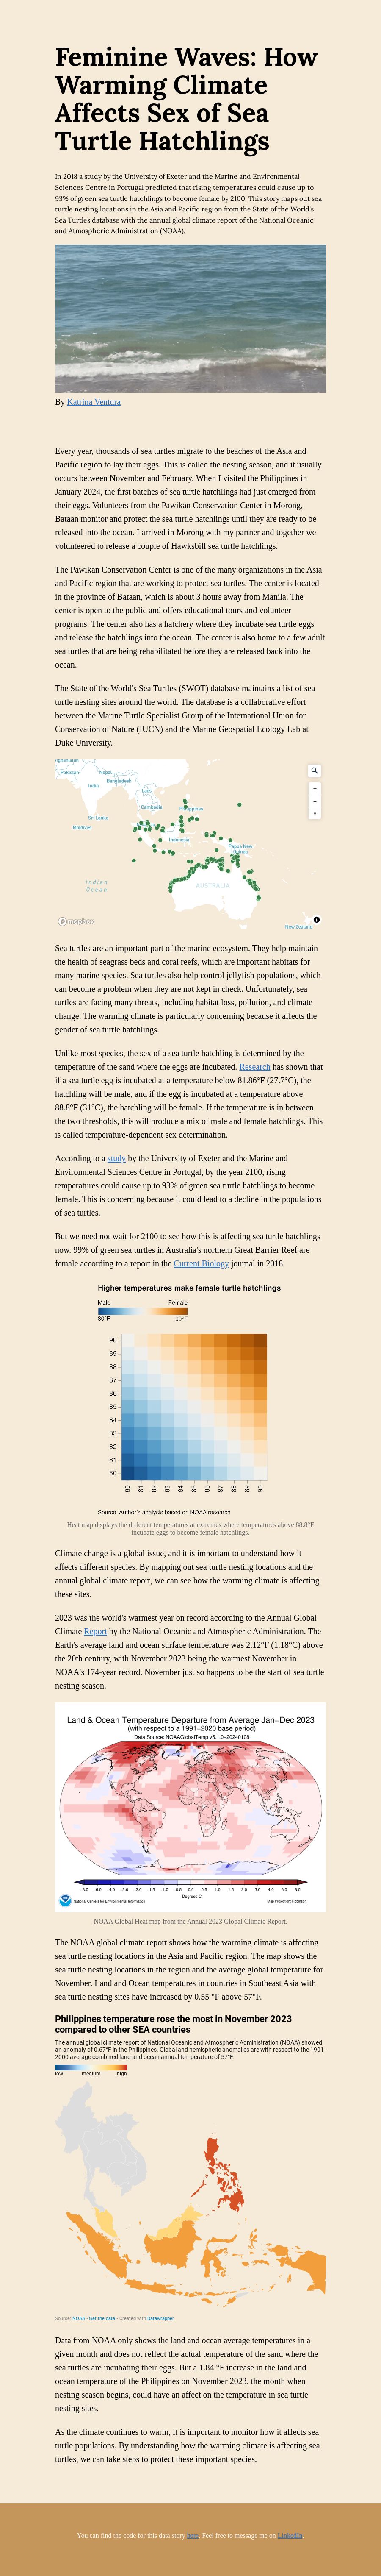 Feminine Waves: How
Warming Climate
Affects Sex of Sea
Turtle Hatchlings
In 2018 a study by the University of Exeter and the Marine and Environmental
Sciences Centre in Portugal predicted that rising temperatures could cause up to
93% of green sea turtle hatchlings to become female by 2100. This story maps out sea
turtle nesting locations in the Asia and Pacific region from the State of the World's
Sea Turtles database with the annual global climate report of the National Oceanic
and Atmospheric Administration (NOAA).
By Katrina Ventura
Every year, thousands of sea turtles migrate to the beaches of the Asia and
Pacific region to lay their eggs. This is called the nesting season, and it usually
occurs between November and February. When I visited the Philippines in
January 2024, the first batches of sea turtle hatchlings had just emerged from
their eggs. Volunteers from the Pawikan Conservation Center in Morong,
Bataan monitor and protect the sea turtle hatchlings until they are ready to be
released into the ocean. I arrived in Morong with my partner and together we
volunteered to release a couple of Hawksbill sea turtle hatchlings.
The Pawikan Conservation Center is one of the many organizations in the Asia
and Pacific region that are working to protect sea turtles. The center is located
in the province of Bataan, which is about 3 hours away from Manila. The
center is open to the public and offers educational tours and volunteer
programs. The center also has a hatchery where they incubate sea turtle eggs
and release the hatchlings into the ocean. The center is also home to a few adult
sea turtles that are being rehabilitated before they are released back into the
ocean.
The State of the World's Sea Turtles (SWOT) database maintains a list of sea
turtle nesting sites around the world. The database is a collaborative effort
between the Marine Turtle Specialist Group of the International Union for
Conservation of Nature (IUCN) and the Marine Geospatial Ecology Lab at
Duke University.
Pakistan
Nepal
Bangladesh
India
Laos
Cambodia
Philippines
Sri Lanka
Maldives
Indonesia
Papua New
Guinea
Indian
Ocean
AUSTRALIA
mapbox
New Zealand
Sea turtles are an important part of the marine ecosystem. They help maintain
the health of seagrass beds and coral reefs, which are important habitats for
many marine species. Sea turtles also help control jellyfish populations, which
can become a problem when they are not kept in check. Unfortunately, sea
turtles are facing many threats, including habitat loss, pollution, and climate
change. The warming climate is particularly concerning because it affects the
gender of sea turtle hatchlings.
Unlike most species, the sex of a sea turtle hatchling is determined by the
temperature of the sand where the eggs are incubated. Research has shown that
if a sea turtle egg is incubated at a temperature below 81.86°F (27.7°C), the
hatchling will be male, and if the egg is incubated at a temperature above
88.8°F (31°C), the hatchling will be female. If the temperature is in between
the two thresholds, this will produce a mix of male and female hatchlings. This
is called temperature-dependent sex determination.
According to a study by the University of Exeter and the Marine and
Environmental Sciences Centre in Portugal, by the year 2100, rising
temperatures could cause up to 93% of green sea turtle hatchlings to become
female. This is concerning because it could lead to a decline in the populations
of sea turtles.
But we need not wait for 2100 to see how this is affecting sea turtle hatchlings
now. 99% of green sea turtles in Australia's northern Great Barrier Reef are
female according to a report in the Current Biology journal in 2018.
Higher temperatures make female turtle hatchlings
Male Female
80°F 90°F
90
89
88
87
86
85
84
83
82
81
80
80 81 82 83 84 85 86 87 88 89 90
Source: Author's analysis based on NOAA research
Heat map displays the different temperatures at extremes where temperatures above 88.8°F
incubate eggs to become female hatchlings.
Climate change is a global issue, and it is important to understand how it
affects different species. By mapping out sea turtle nesting locations and the
annual global climate report, we can see how the warming climate is affecting
these sites.
2023 was the world's warmest year on record according to the Annual Global
Climate Report by the National Oceanic and Atmospheric Administration. The
Earth's average land and ocean surface temperature was 2.12°F (1.18°C) above
the 20th century, with November 2023 being the warmest November in
NOAA's 174-year record. November just so happens to be the start of sea turtle
nesting season.
Land & Ocean Temperature Departure from Average Jan–Dec 2023
(with respect to a 1991–2020 base period)
Data Source: NOAAGlobalTemp v5.1.0–20240108
-5.0 -4.0 -3.0 -2.0 -1.5 -1.0 -0.5 0.0 0.5 1.0 1.5 2.0 3.0 4.0 5.0
Degrees C
National Centers for Environmental Information
Map Projection: Robinson
NOAA Global Heat map from the Annual 2023 Global Climate Report.
The NOAA global climate report shows how the warming climate is affecting
sea turtle nesting locations in the Asia and Pacific region. The map shows the
sea turtle nesting locations in the region and the average global temperature for
November. Land and Ocean temperatures in countries in Southeast Asia with
sea turtle nesting sites have increased by 0.55 °F above 57°F.
Philippines temperature rose the most in November 2023
compared to other SEA countries
The annual global climate report of National Oceanic and Atmospheric Administration (NOAA) showed
an anomaly of 0.67°F in the Philippines. Global and hemispheric anomalies are with respect to the 1901-
2000 average combined land and ocean annual temperature of 57°F.
low medium high
Source: NOAA · Get the data · Created with Datawrapper
Data from NOAA only shows the land and ocean average temperatures in a
given month and does not reflect the actual temperature of the sand where the
sea turtles are incubating their eggs. But a 1.84 °F increase in the land and
ocean temperature of the Philippines on November 2023, the month when
nesting season begins, could have an affect on the temperature in sea turtle
nesting sites.
As the climate continues to warm, it is important to monitor how it affects sea
turtle populations. By understanding how the warming climate is affecting sea
turtles, we can take steps to protect these important species.
You can find the code for this data story here. Feel free to message me on LinkedIn.